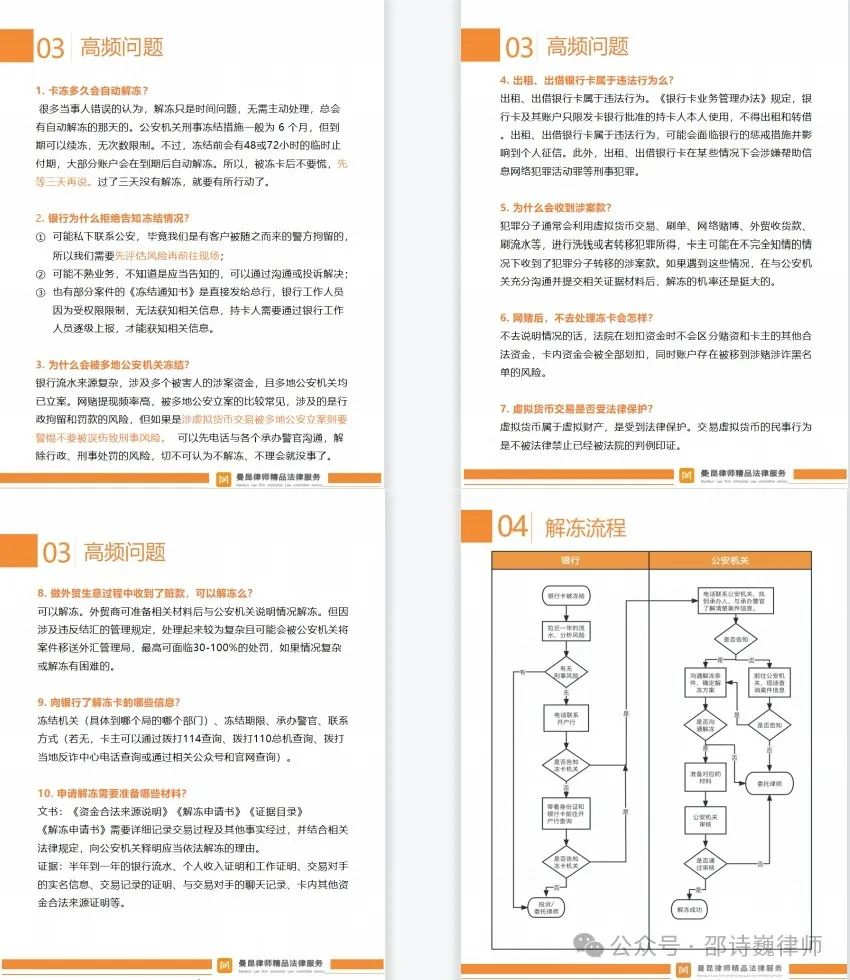 03 高频问题
1. 卡冻多久会自动解冻?
很多当事人错误的认为,解冻只是时间问题,无需主动处理,总会
有自动解冻的那天的。公安机关刑事冻结措施一般为 6 个月,但到
期可以续冻,无次数限制。不过,冻结前会有48或72小时的临时止
付期,大部分账户会在到期后自动解冻。所以,被冻卡后不要慌,先
等三天再说。过了三天没有解冻,就要有所行动了。
2. 银行为什么拒绝告知冻结情况?
① 可能私下联系公安,毕竟我们是有客户被随之而来的警方拘留的,
所以我们需要先评估风险再前往现场;
② 可能不熟业务,不知道是应当告知的,可以通过沟通或投诉解决;
③ 也有部分案件的《冻结通知书》是直接发给总行,银行工作人员
因为受权限限制,无法获知相关信息,持卡人需要通过银行工作
人员逐级上报,才能获知相关信息。
3. 为什么会被多地公安机关冻结?
银行流水来源复杂,涉及多个被害人的涉案资金,且多地公安机关均
已立案。网赌提现频率高,被多地公安立案的比较常见,涉及的是行
政拘留和罚款的风险,但如果是涉虚拟货币交易被多地公安立案则要
警惕不要被误伤致刑事风险。 可以先电话与各个承办警官沟通,解
除行政、刑事处罚的风险,切不可认为不解冻、不理会就没事了。
曼昆律师精品法律服务
03 高频问题
4. 出租、出借银行卡属于违法行为么?
出租、出借银行卡属于违法行为。《银行卡业务管理办法》规定,银
行卡及其账户只限发卡银行批准的持卡人本人使用,不得出租和转借
。出租、出借银行卡属于违法行为,可能会面临银行的惩戒措施并影
响到个人征信。此外,出租、出借银行卡在某些情况下会涉嫌帮助信
息网络犯罪活动罪等刑事犯罪。
5. 为什么会收到涉案款?
犯罪分子通常会利用虚拟货币交易、刷单、网络赌博、外贸收货款、
刷流水等,进行洗钱或者转移犯罪所得,卡主可能在不完全知情的情
况下收到了犯罪分子转移的涉案款。如果遇到这些情况,在与公安机
关充分沟通并提交相关证据材料后,解冻的机率还是挺大的。
6. 网赌后,不去处理冻卡会怎样?
不去说明情况的话,法院在划扣资金时不会区分赌资和卡主的其他合
法资金,卡内资金会被全部划扣,同时账户存在被移到涉赌涉诈黑名
单的风险。
7. 虚拟货币交易是否受法律保护?
虚拟货币属于虚拟财产,是受到法律保护。交易虚拟货币的民事行为
是不被法律禁止已经被法院的判例印证。
曼昆律师精品法律服务
03 高频问题
8. 做外贸生意过程中收到了赃款,可以解冻么?
可以解冻。外贸商可准备相关材料后与公安机关说明情况解冻。但因
涉及违反结汇的管理规定,处理起来较为复杂且可能会被公安机关将
案件移送外汇管理局,最高可面临30-100%的处罚,如果情况复杂
或解冻有困难的。
9. 向银行了解冻卡的哪些信息?
冻结机关(具体到哪个局的哪个部门)、冻结期限、承办警官、联系
方式(若无,卡主可以通过拨打114查询、拨打110总机查询、拨打
当地反诈中心电话查询或通过相关公众号和官网查询)。
10. 申请解冻需要准备哪些材料?
文书:《资金合法来源说明》《解冻申请书》《证据目录》
《解冻申请书》需要详细记录交易过程及其他事实经过,并结合相关
法律规定,向公安机关释明应当依法解冻的理由。
证据:半年到一年的银行流水、个人收入证明和工作证明、交易对手
的实名信息、交易记录的证明、与交易对手的聊天记录、卡内其他资
金合法来源证明等。
曼昆律师精品法律服务
04 解冻流程
银行
公安机关
银行卡被冻结
拉近一年的流
水、分析风险
有无
刑事风险
有
无
电话联系
开户行
是否告知
冻卡机关
否
是
带着身份证和
银行卡前往开
户行查询
是否告知
冻卡机关
是
否
投诉/
委托律师
电话联系公安机关,找
到承办人,与承办警官
了解清楚案件信息。
是否告知
是
否
沟通解冻条
件,确定解
冻方案
前往公安机
关,现场查
询案件信息
是否沟
通解冻
是否告知
是
是
否
否
准备对应的
材料
委托律师
公安机关
审核
是否通
过审核
否
是
解冻成功
公众号 · 邵诗巍律师
曼昆律师精品法律服务